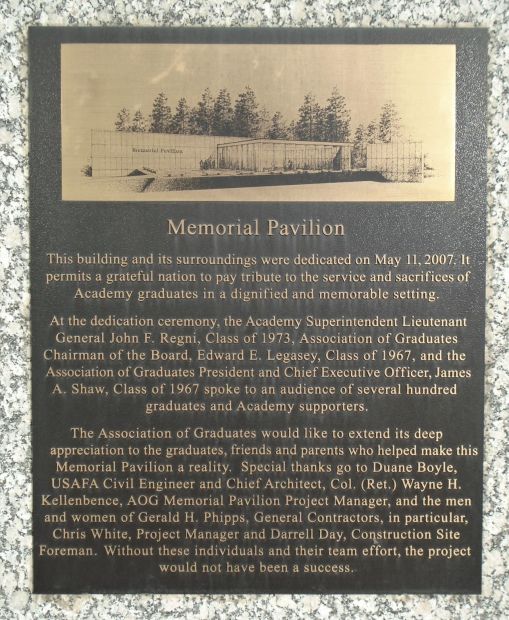 Memorial Pavilion
Memorial Pavilion
This building and its surroundings were dedicated on May 11, 2007. It
permits a grateful nation to pay tribute to the service and sacrifices of
Academy graduates in a dignified and memorable setting.
At the dedication ceremony, the Academy Superintendent Lieutenant
General John F. Regni, Class of 1973, Association of Graduates
Chairman of the Board, Edward E. Legasey, Class of 1967, and the
Association of Graduates President and Chief Executive Officer, James
A. Shaw, Class of 1967 spoke to an audience of several hundred
graduates and Academy supporters.
The Association of Graduates would like to extend its deep
appreciation to the graduates, friends and parents who helped make this
Memorial Pavilion a reality. Special thanks go to Duane Boyle,
USAFA Civil Engineer and Chief Architect, Col. (Ret.) Wayne H.
Kellenbence, AOG Memorial Pavilion Project Manager, and the men
and women of Gerald H. Phipps, General Contractors, in particular,
Chris White, Project Manager and Darrell Day, Construction Site
Foreman. Without these individuals and their team effort, the project
would not have been a success.